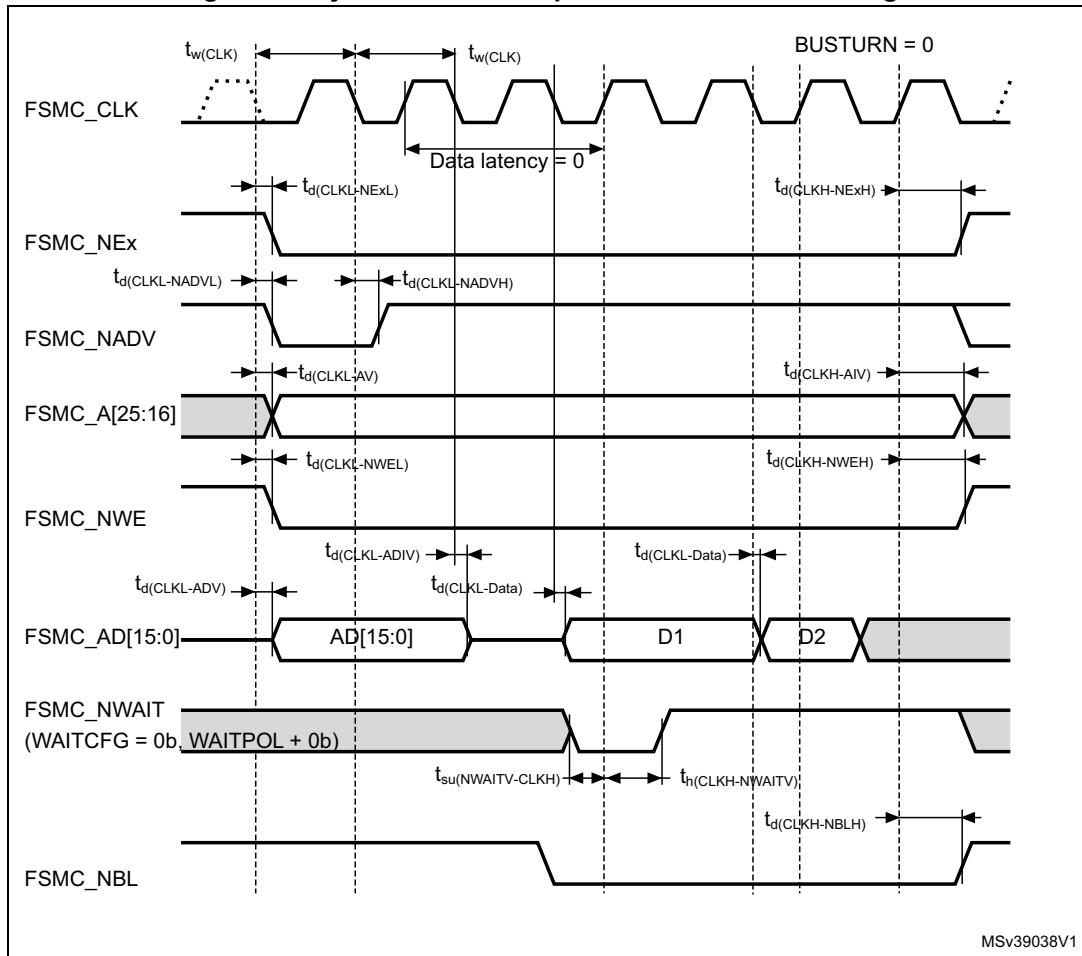 BUSTURN = 0
tw(CLK)
tw(CLK)
FSMC_CLK
Data latency = 0
td(CLKL-NExL)
td(CLKH-NExH)
FSMC_NEx
td(CLKL-NADVL)
td(CLKL-NADVH)
FSMC_NADV
td(CLKL-AV)
td(CLKH-AIV)
FSMC_A[25:16]
td(CLKL-NWEL)
td(CLKH-NWEH)
FSMC_NWE
td(CLKL-ADIV)
td(CLKL-Data)
td(CLKL-ADV)
td(CLKL-Data)
FSMC_AD[15:0]
AD[15:0]
D1
D2
FSMC_NWAIT
(WAITCFG = 0b, WAITPOL + 0b)
tsu(NWAITV-CLKH)
th(CLKH-NWAITV)
td(CLKH-NBLH)
FSMC_NBL
MSv39038V1